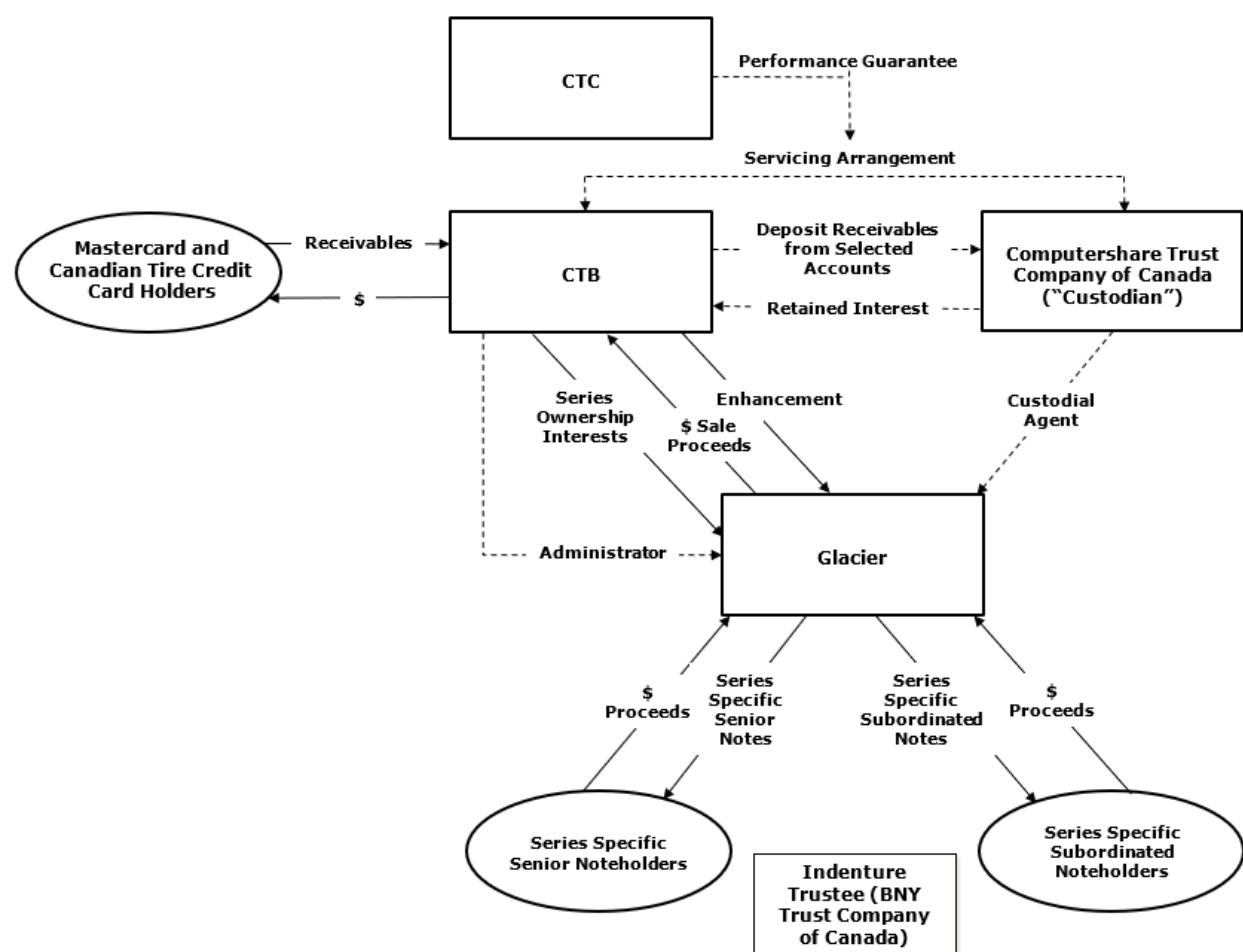 CTC
Performance Guarantee
Servicing Arrangement
Mastercard and
Canadian Tire Credit
Card Holders
Receivables
$
CTB
Deposit Receivables
from Selected
Accounts
Retained Interest
Computershare Trust
Company of Canada
(“Custodian”)
Series
Ownership
Interests
$ Sale
Proceeds
Enhancement
Custodial
Agent
Administrator
Glacier
$
Proceeds
Series
Specific
Senior
Notes
Series
Specific
Subordinated
Notes
$
Proceeds
Series Specific
Senior Noteholders
Indenture
Trustee (BNY
Trust Company
of Canada)
Series Specific
Subordinated
Noteholders